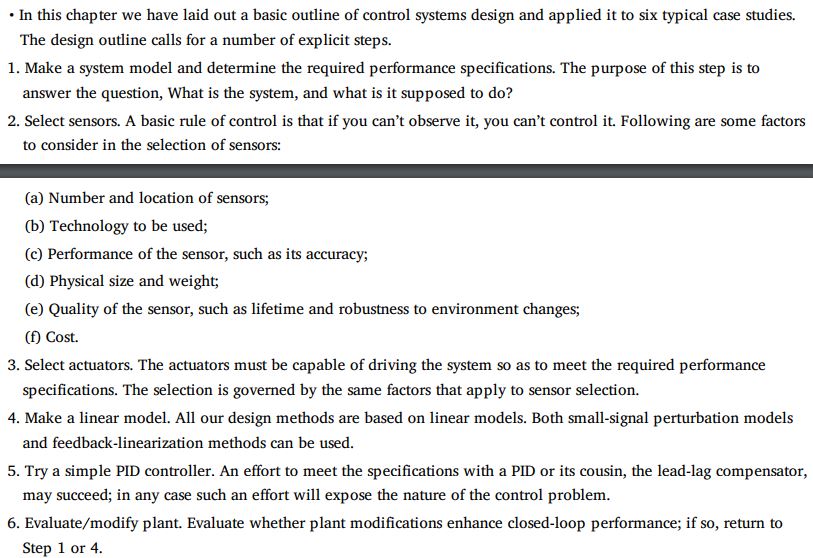 • In this chapter we have laid out a basic outline of control systems design and applied it to six typical case studies.
The design outline calls for a number of explicit steps.
1. Make a system model and determine the required performance specifications. The purpose of this step is to
answer the question, What is the system, and what is it supposed to do?
2. Select sensors. A basic rule of control is that if you can’t observe it, you can’t control it. Following are some factors
to consider in the selection of sensors:
(a) Number and location of sensors;
(b) Technology to be used;
(c) Performance of the sensor, such as its accuracy;
(d) Physical size and weight;
(e) Quality of the sensor, such as lifetime and robustness to environment changes;
(f) Cost.
3. Select actuators. The actuators must be capable of driving the system so as to meet the required performance
specifications. The selection is governed by the same factors that apply to sensor selection.
4. Make a linear model. All our design methods are based on linear models. Both small-signal perturbation models
and feedback-linearization methods can be used.
5. Try a simple PID controller. An effort to meet the specifications with a PID or its cousin, the lead-lag compensator,
may succeed; in any case such an effort will expose the nature of the control problem.
6. Evaluate/modify plant. Evaluate whether plant modifications enhance closed-loop performance; if so, return to
Step 1 or 4.